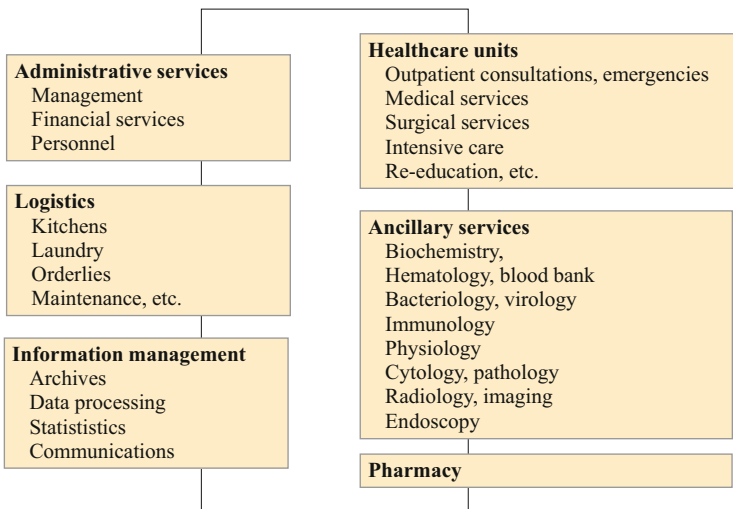 Administrative services
Management
Financial services
Personnel
Logistics
Kitchens
Laundry
Orderlies
Maintenance, etc.
Information management
Archives
Data processing
Statististics
Communications
Healthcare units
Outpatient consultations, emergencies
Medical services
Surgical services
Intensive care
Re-education, etc.
Ancillary services
Biochemistry,
Hematology, blood bank
Bacteriology, virology
Immunology
Physiology
Cytology, pathology
Radiology, imaging
Endoscopy
Pharmacy